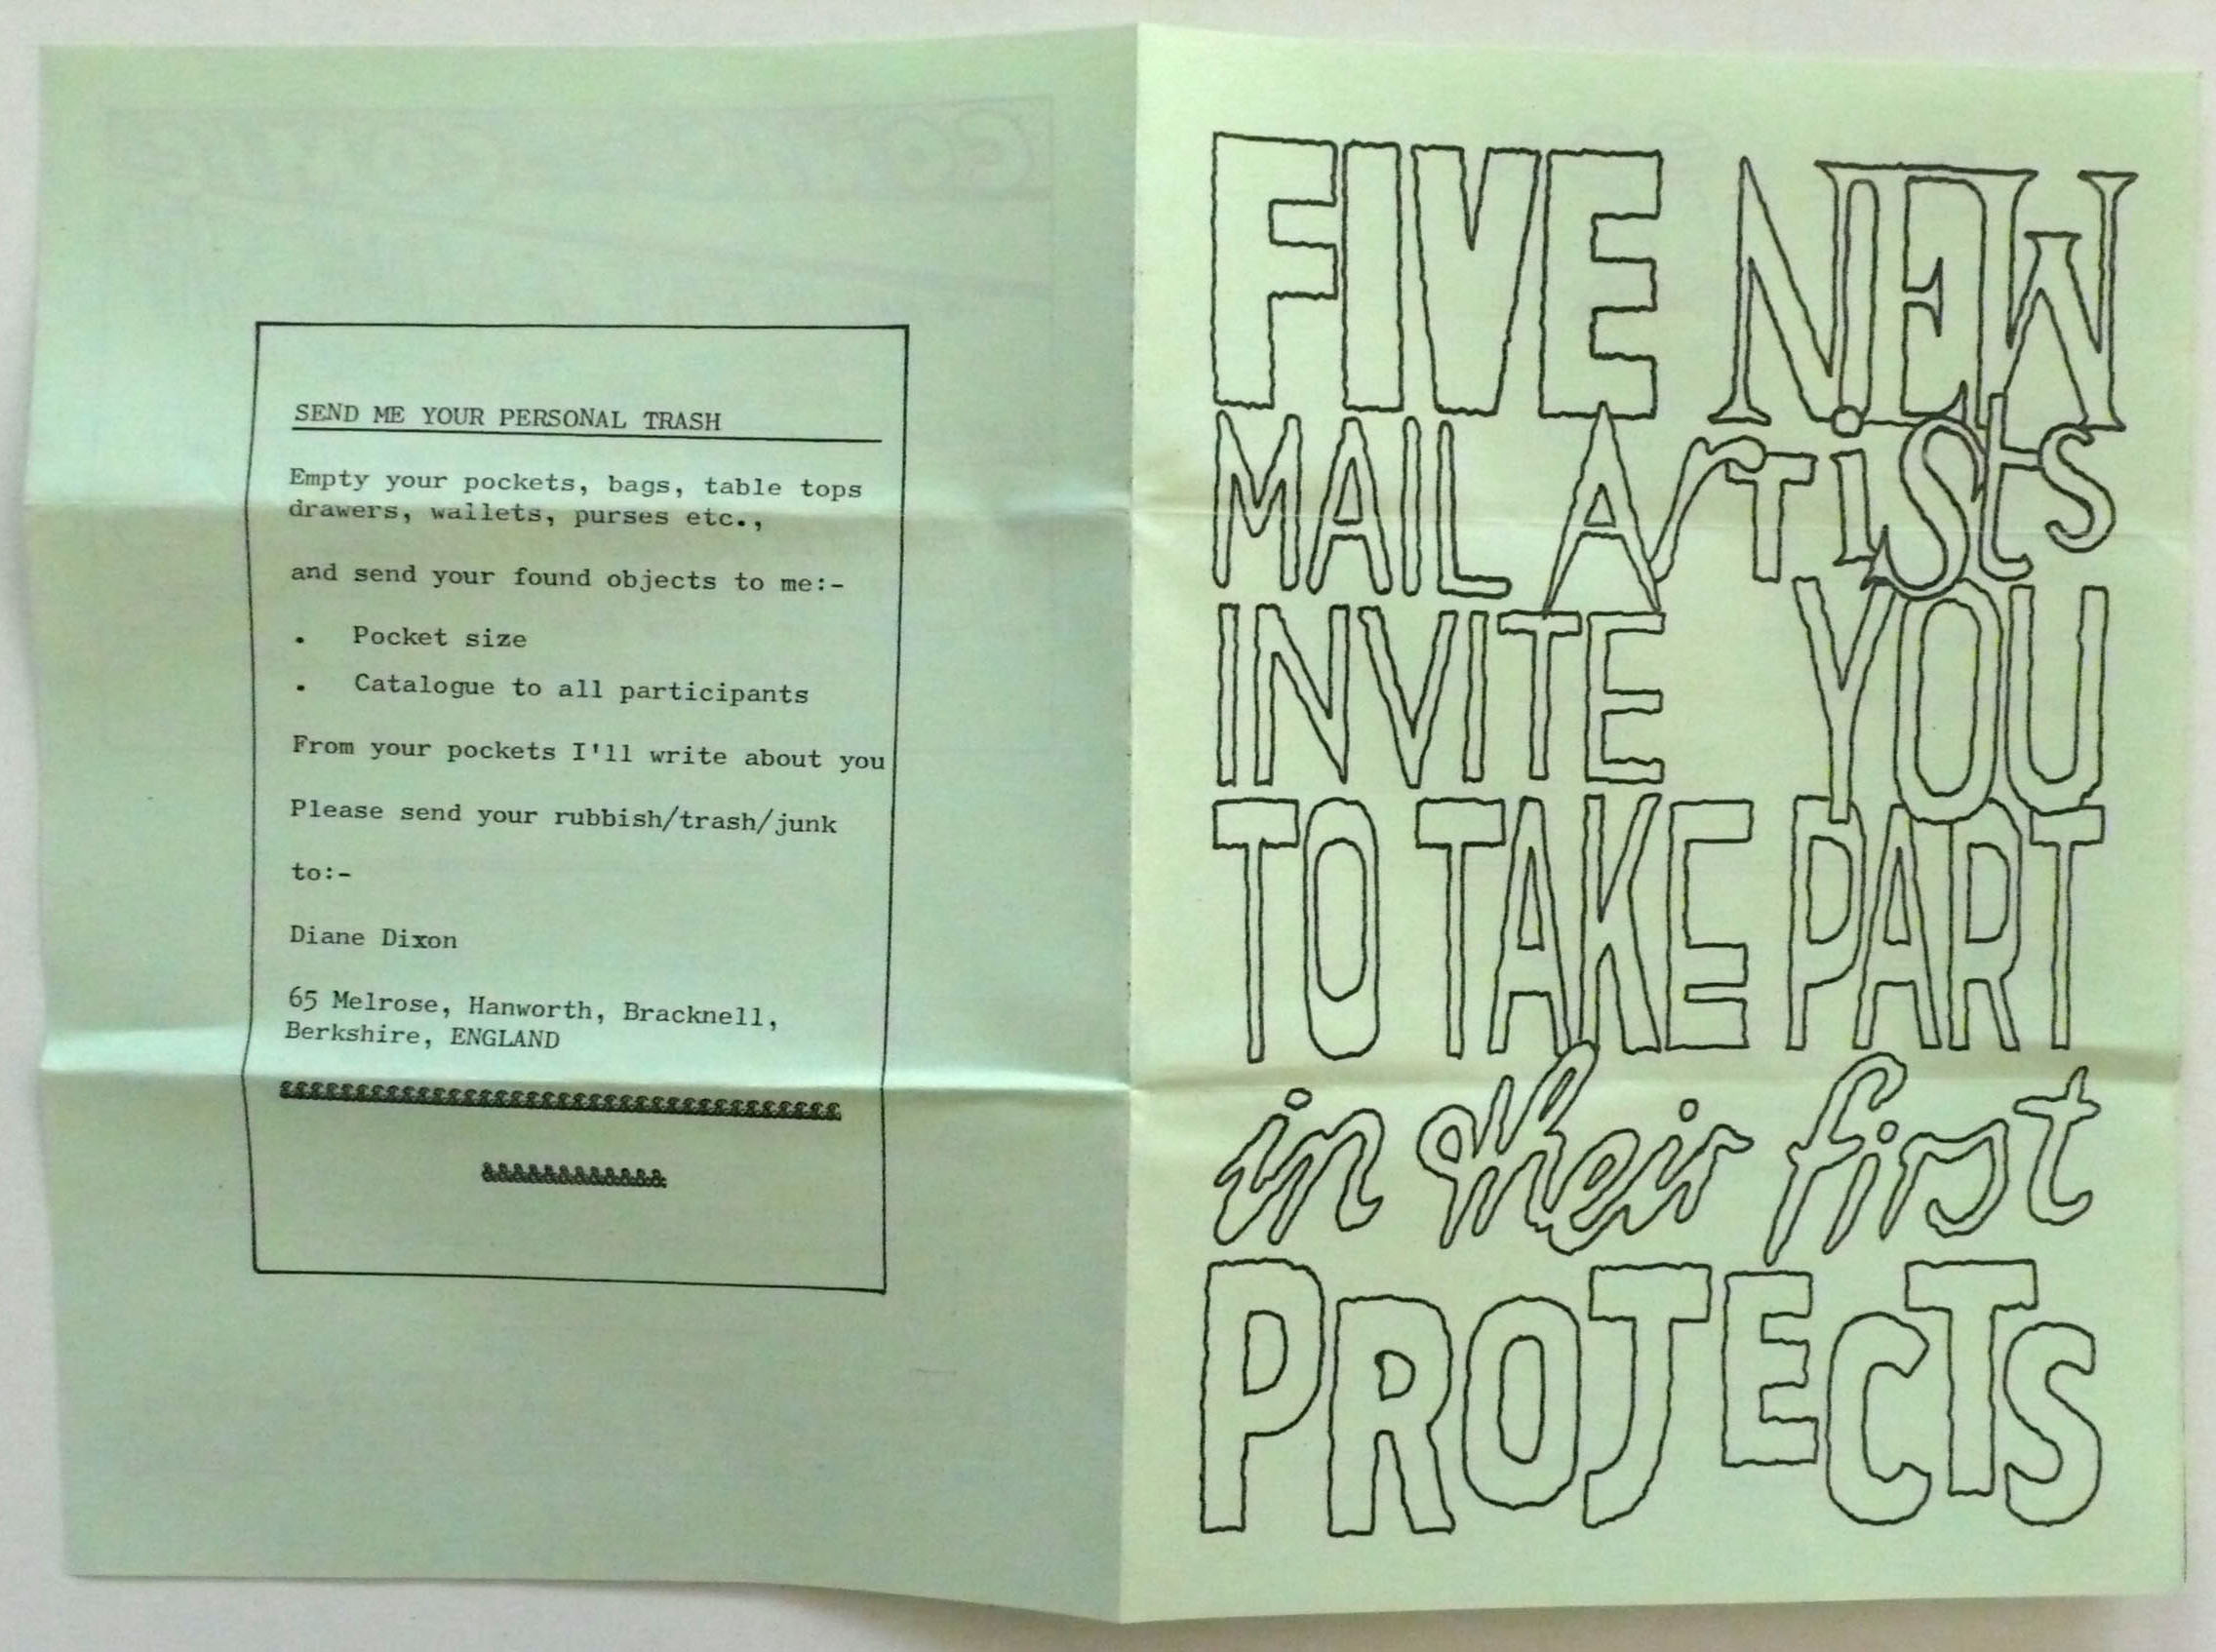 SEND ME YOUR PERSONAL TRASH
Empty your pockets, bags, table tops
drawers, wallets, purses etc.,
and send your found objects to me:-
. Pocket size
. Catalogue to all participants
From your pockets I'll write about you
Please send your rubbish/trash/junk
to:-
Diane Dixon
65 Melrose, Hanworth, Bracknell,
Berkshire, ENGLAND
££££££££££££££££££££££££££££££££££££
&&&&&&&&&&&&
FIVE NEW
MAIL ArTiSts
INVITE YOU
TO TAKE PART
in their first
PROJECTS